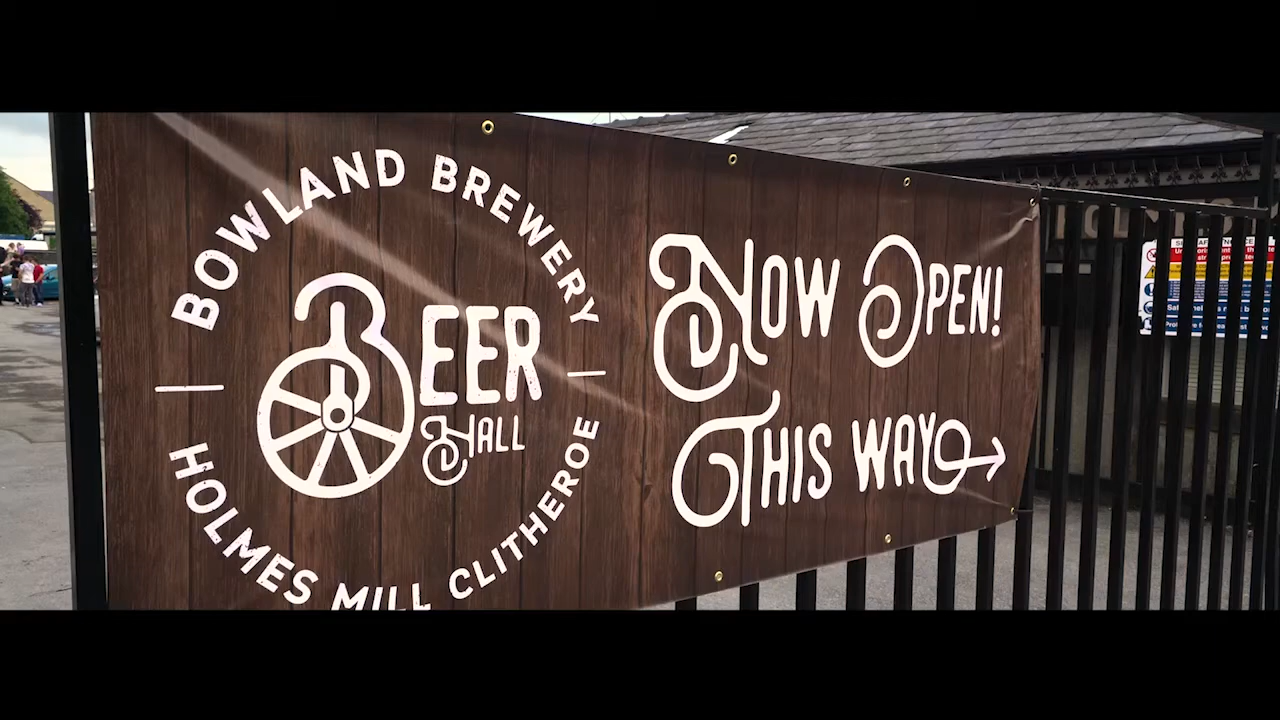 BOWLAND BREWERY
BEER
HALL
HOLMES MILL CLITHEROE
NOW OPEN!
THIS WAY